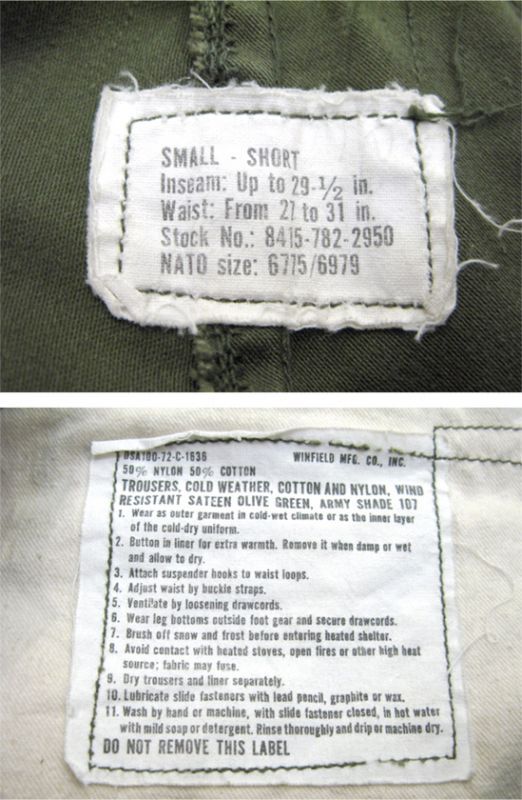 SMALL - SHORT
Inseam: Up to 29-1/2 in.
Waist: From 27 to 31 in.
Stock No.: 8415-782-2950
NATO size: 6775/6979
DSA100-72-C-1636 WINFIELD MFG. CO., INC.
50% NYLON 50% COTTON
TROUSERS, COLD WEATHER, COTTON AND NYLON, WIND
RESISTANT SATEEN OLIVE GREEN, ARMY SHADE 107
1. Wear as outer garment in cold-wet climate or as the inner layer
of the cold-dry uniform.
2. Button in liner for extra warmth. Remove it when damp or wet
and allow to dry.
3. Attach suspender hooks to waist loops.
4. Adjust waist by buckle straps.
5. Ventilate by loosening drawcords.
6. Wear leg bottoms outside foot gear and secure drawcords.
7. Brush off snow and frost before entering heated shelter.
8. Avoid contact with heated stoves, open fires or other high heat
source; fabric may fuse.
9. Dry trousers and liner separately.
10. Lubricate slide fasteners with lead pencil, graphite or wax.
11. Wash by hand or machine, with slide fastener closed, in hot water
with mild soap or detergent. Rinse thoroughly and drip or machine dry.
DO NOT REMOVE THIS LABEL